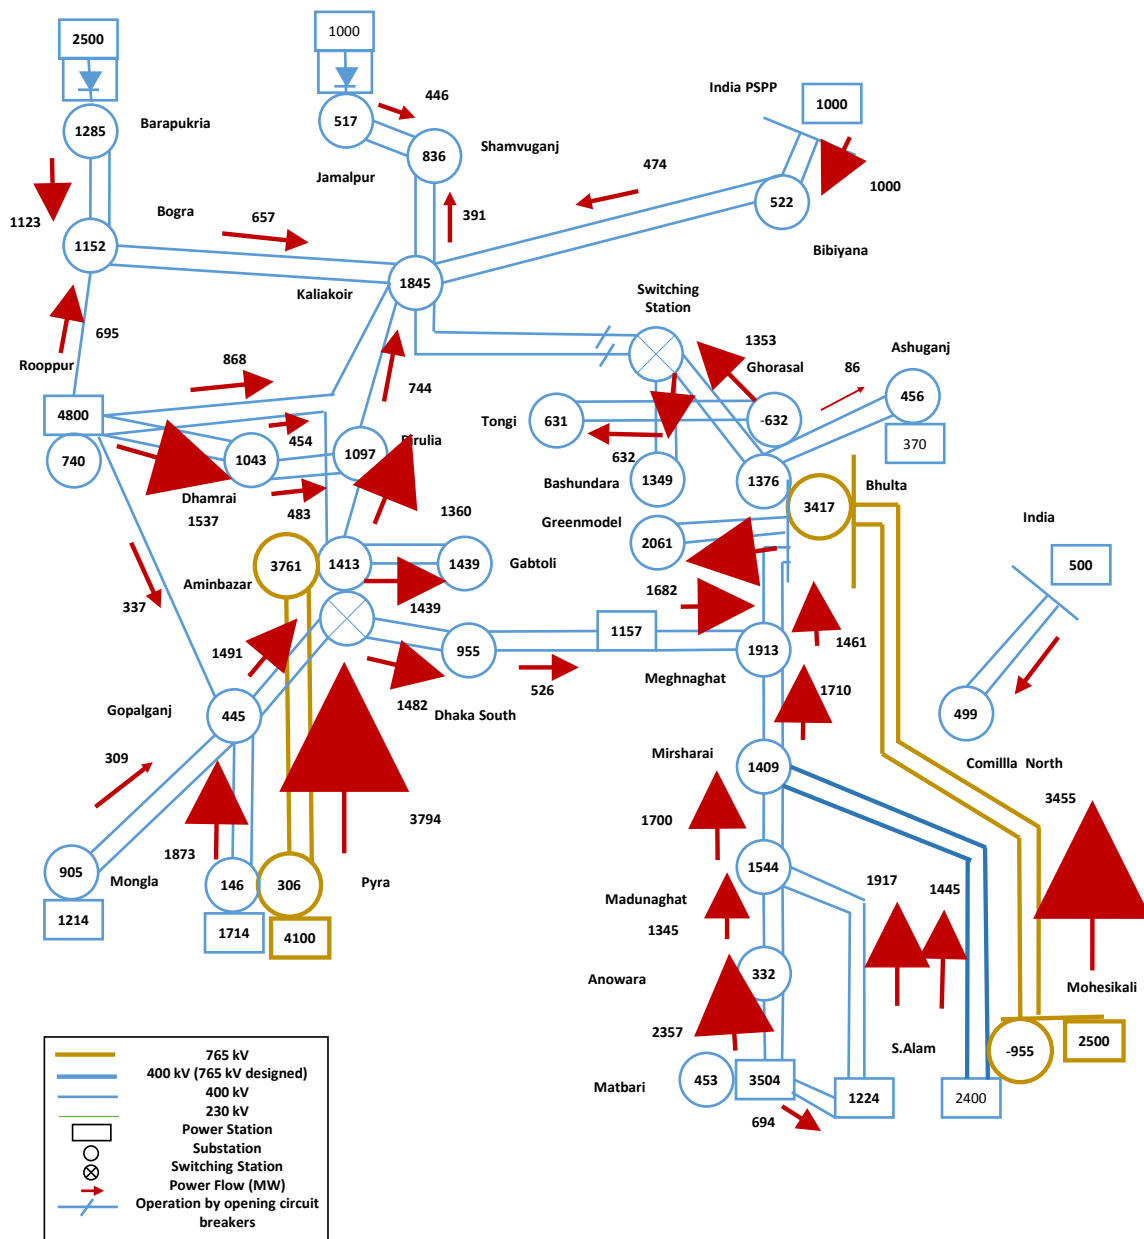 2500
1000
446
India PSPP
1000
1285
Barapukria
517
836
Shamvuganj
474
Jamalpur
1000
1123
Bogra
657
391
522
1152
Bibiyana
1845
Kaliakoir
Switching
Station
695
1353
Rooppur
868
Ghorasal
86
Ashuganj
744
4800
454
Tongi
631
-632
456
740
1043
1097
Birulia
632
370
Dhamrai
Bashundara
1349
1376
Bhulta
1537
483
1360
Greenmodel
3417
India
2061
3761
1413
1439
Gabtoli
500
Aminbazar
337
1439
1682
1157
1461
1491
955
1913
526
Meghnaghat
1710
499
Gopalganj
445
1482
Dhaka South
309
Mirsharai
1409
Comillla North
3455
3794
1700
1873
905
Mongla
146
306
Pyra
1544
1917
1445
1214
1714
4100
Madunaghat
1345
Anowara
332
Mohesikali
2357
S.Alam
-955
2500
Matbari
453
3504
1224
2400
694
765 kV
400 kV (765 kV designed)
400 kV
230 kV
Power Station
Substation
Switching Station
Power Flow (MW)
Operation by opening circuit
breakers